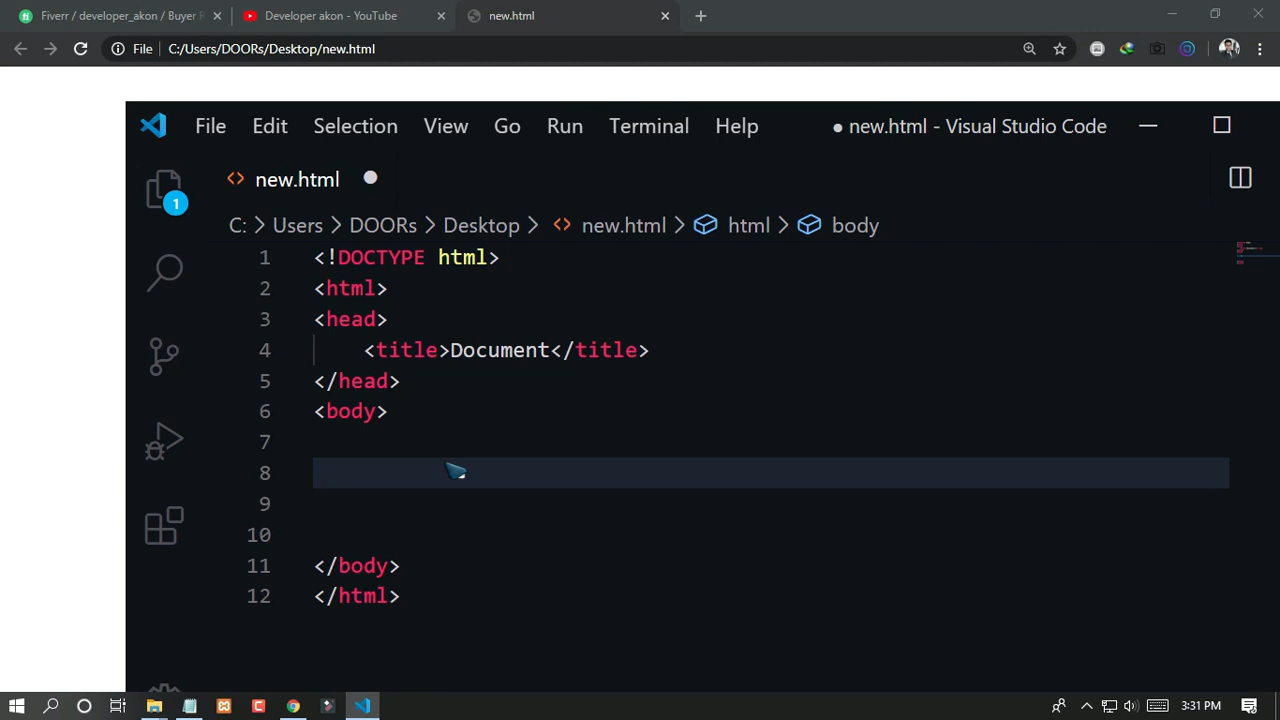 Fiverr / developer_akon / Buyer R
Developer akon - YouTube
new.html
File C:/Users/DOORs/Desktop/new.html
File Edit Selection View Go Run Terminal Help ● new.html - Visual Studio Code
new.html
1
C: > Users > DOORs > Desktop > new.html > html > body
1 <!DOCTYPE html>
2 <html>
3 <head>
4 <title>Document</title>
5 </head>
6 <body>
7
8
9
10
11 </body>
12 </html>
3:31 PM